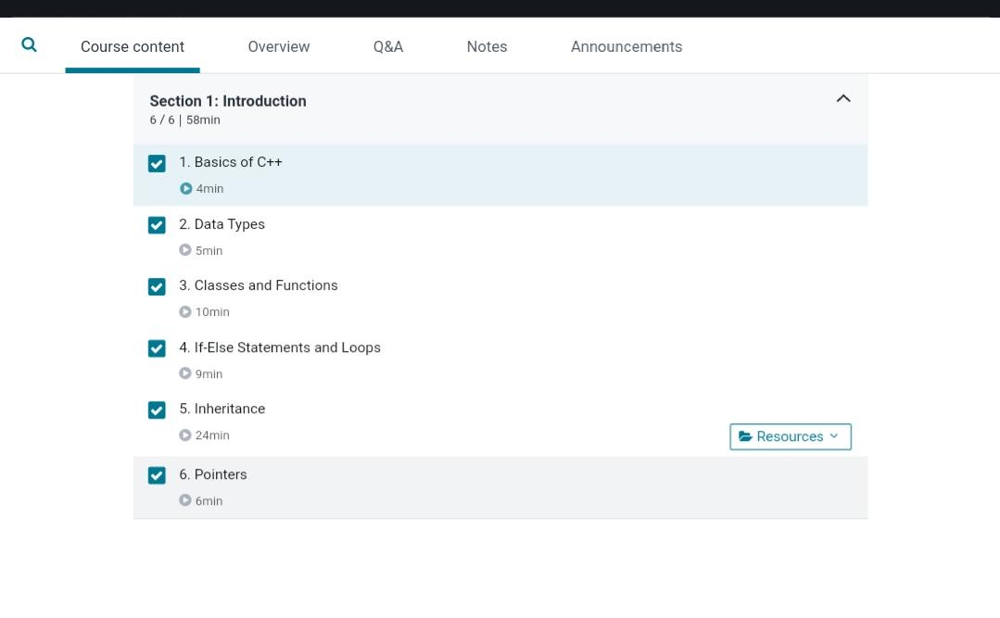 Course content Overview Q&A Notes Announcements
Section 1: Introduction
6 / 6 | 58min
1. Basics of C++
4min
2. Data Types
5min
3. Classes and Functions
10min
4. If-Else Statements and Loops
9min
5. Inheritance
24min
Resources
6. Pointers
6min